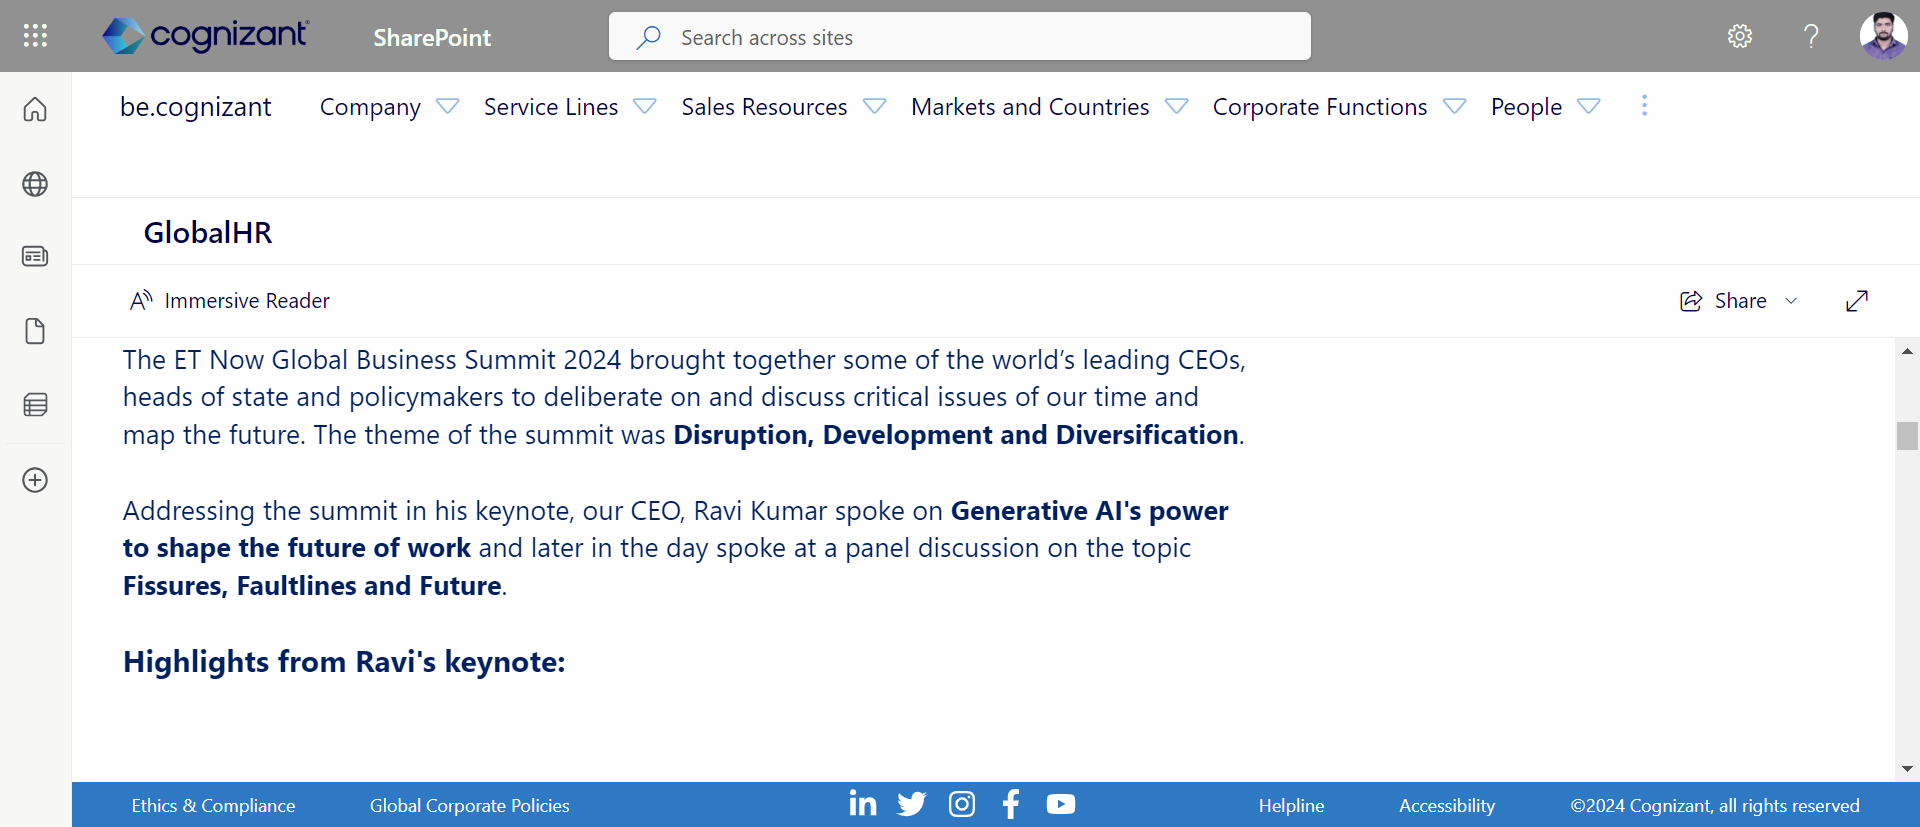 cognizant
SharePoint
Search across sites
be.cognizant
Company
Service Lines
Sales Resources
Markets and Countries
Corporate Functions
People
GlobalHR
Immersive Reader
Share
The ET Now Global Business Summit 2024 brought together some of the world’s leading CEOs,
heads of state and policymakers to deliberate on and discuss critical issues of our time and
map the future. The theme of the summit was Disruption, Development and Diversification.
Addressing the summit in his keynote, our CEO, Ravi Kumar spoke on Generative AI's power
to shape the future of work and later in the day spoke at a panel discussion on the topic
Fissures, Faultlines and Future.
Highlights from Ravi's keynote:
Ethics & Compliance
Global Corporate Policies
Helpline
Accessibility
©2024 Cognizant, all rights reserved